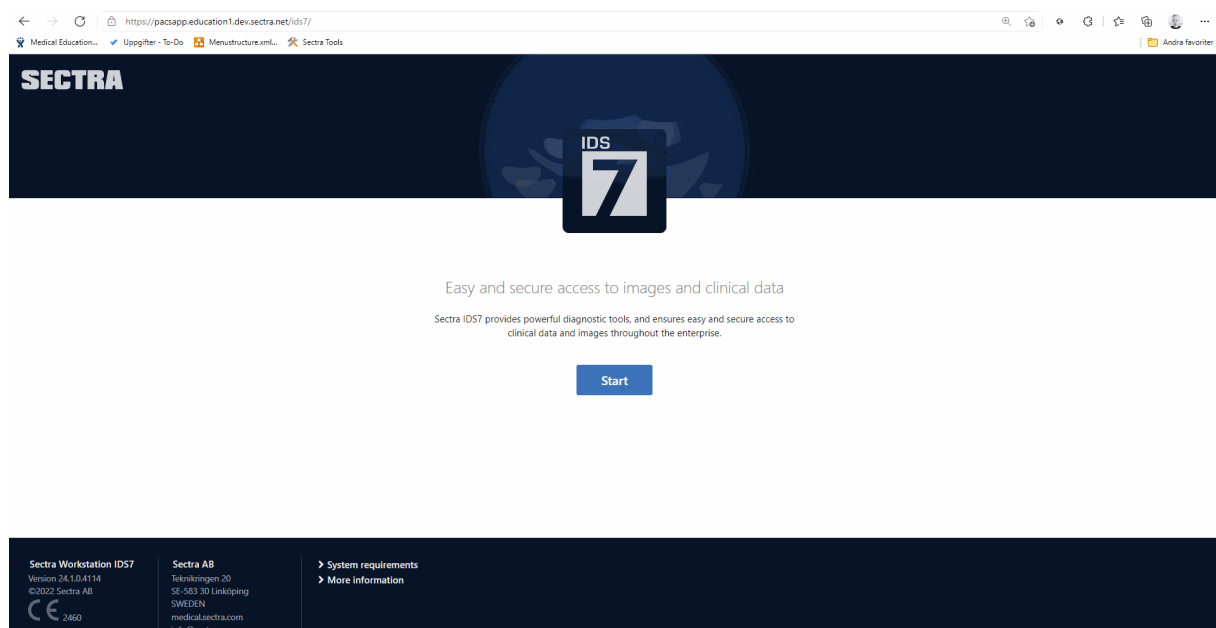 https://pacsapp.education1.dev.sectra.net/ids7/
Medical Education...
Uppgifter - To-Do
Menustructure.xml...
Sectra Tools
Andra favoriter
SECTRA
IDS
7
Easy and secure access to images and clinical data
Sectra IDS7 provides powerful diagnostic tools, and ensures easy and secure access to
clinical data and images throughout the enterprise.
Start
Sectra Workstation IDS7
Version 24.1.0.4114
©2022 Sectra AB
CE 2460
Sectra AB
Teknikringen 20
SE-583 30 Linköping
SWEDEN
medical.sectra.com
System requirements
More information